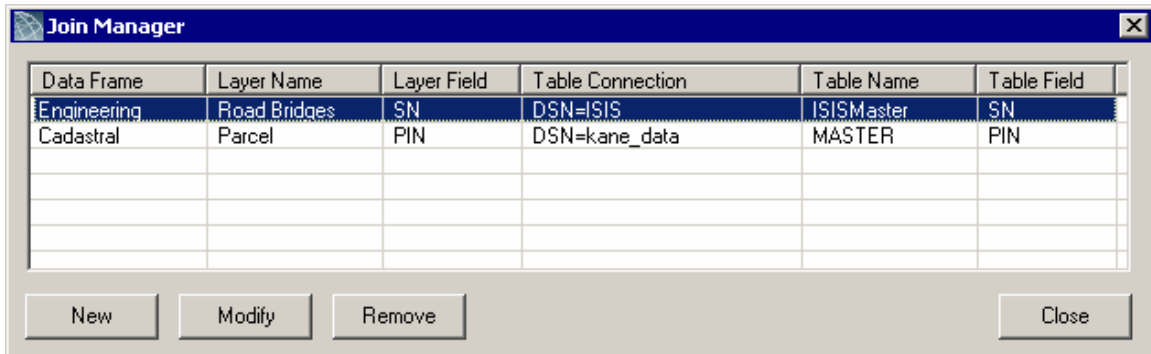 Join Manager
Data Frame Layer Name Layer Field Table Connection Table Name Table Field
Engineering Road Bridges SN DSN=ISIS ISISMaster SN
Cadastral Parcel PIN DSN=kane_data MASTER PIN
New Modify Remove Close